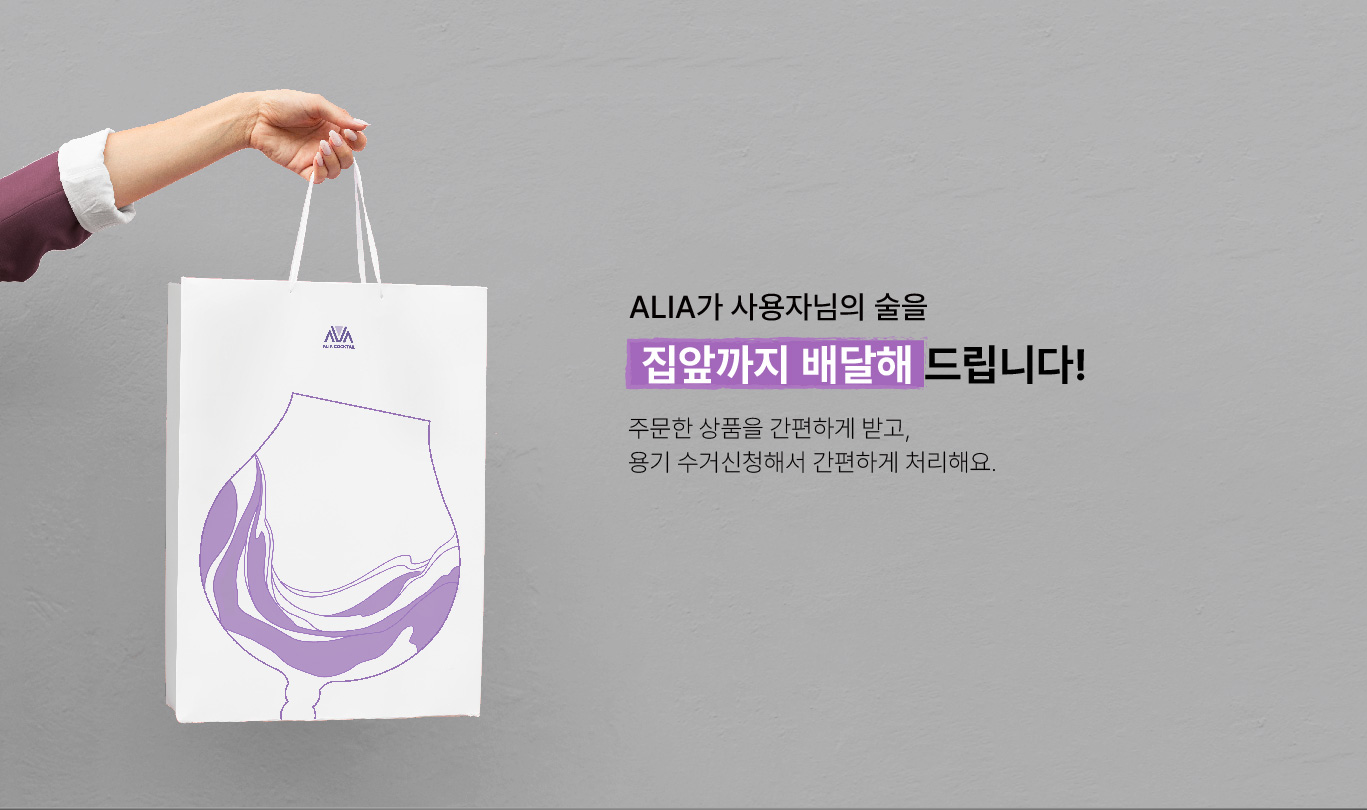 ALIA COCKTAIL
ALIA가 사용자님의 술을
집앞까지 배달해 드립니다!
주문한 상품을 간편하게 받고,
용기 수거신청해서 간편하게 처리해요.